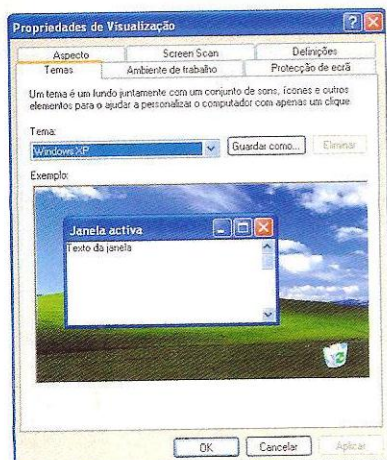 Propriedades de Visualização
Aspecto Screen Scan Definições
Temas Ambiente de trabalho Protecção de ecrã
Um tema é um fundo juntamente com um conjunto de sons, ícones e outros
elementos para o ajudar a personalizar o computador com apenas um clique.
Tema:
Windows XP Guardar como... Eliminar
Exemplo:
Janela activa
Texto da janela
OK Cancelar Aplicar